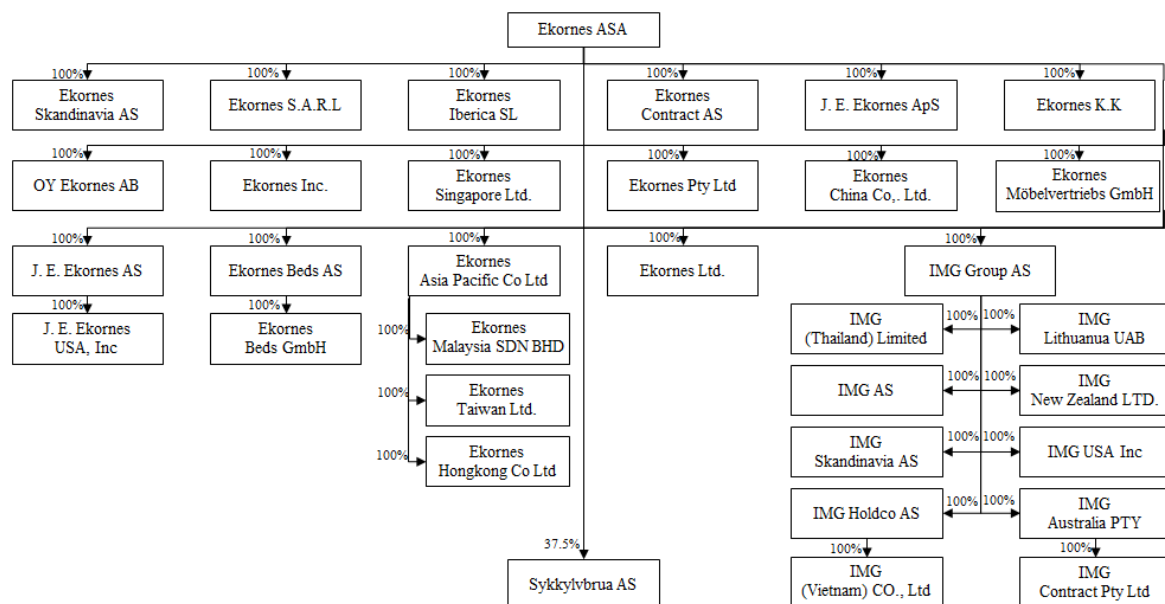 Ekornes ASA
100%
100%
100%
100%
100%
100%
Ekornes
Skandinavia AS
Ekornes S.A.R.L
Ekornes
Iberica SL
Ekornes
Contract AS
J. E. Ekornes ApS
Ekornes K.K
100%
100%
100%
100%
100%
100%
OY Ekornes AB
Ekornes Inc.
Ekornes
Singapore Ltd.
Ekornes Pty Ltd
Ekornes
China Co,. Ltd.
Ekornes
Möbelvertriebs GmbH
100%
100%
100%
100%
100%
J. E. Ekornes AS
Ekornes Beds AS
Ekornes
Asia Pacific Co Ltd
Ekornes Ltd.
IMG Group AS
100%
100%
J. E. Ekornes
USA, Inc
Ekornes
Beds GmbH
100%
Ekornes
Malaysia SDN BHD
100%
Ekornes
Taiwan Ltd.
100%
Ekornes
Hongkong Co Ltd
IMG
(Thailand) Limited
100%
100%
IMG
Lithuanua UAB
IMG AS
100%
100%
IMG
New Zealand LTD.
IMG
Skandinavia AS
100%
100%
IMG USA Inc
IMG Holdco AS
100%
100%
IMG
Australia PTY
37.5%
Sykkylvbrua AS
100%
IMG
(Vietnam) CO., Ltd
100%
IMG
Contract Pty Ltd